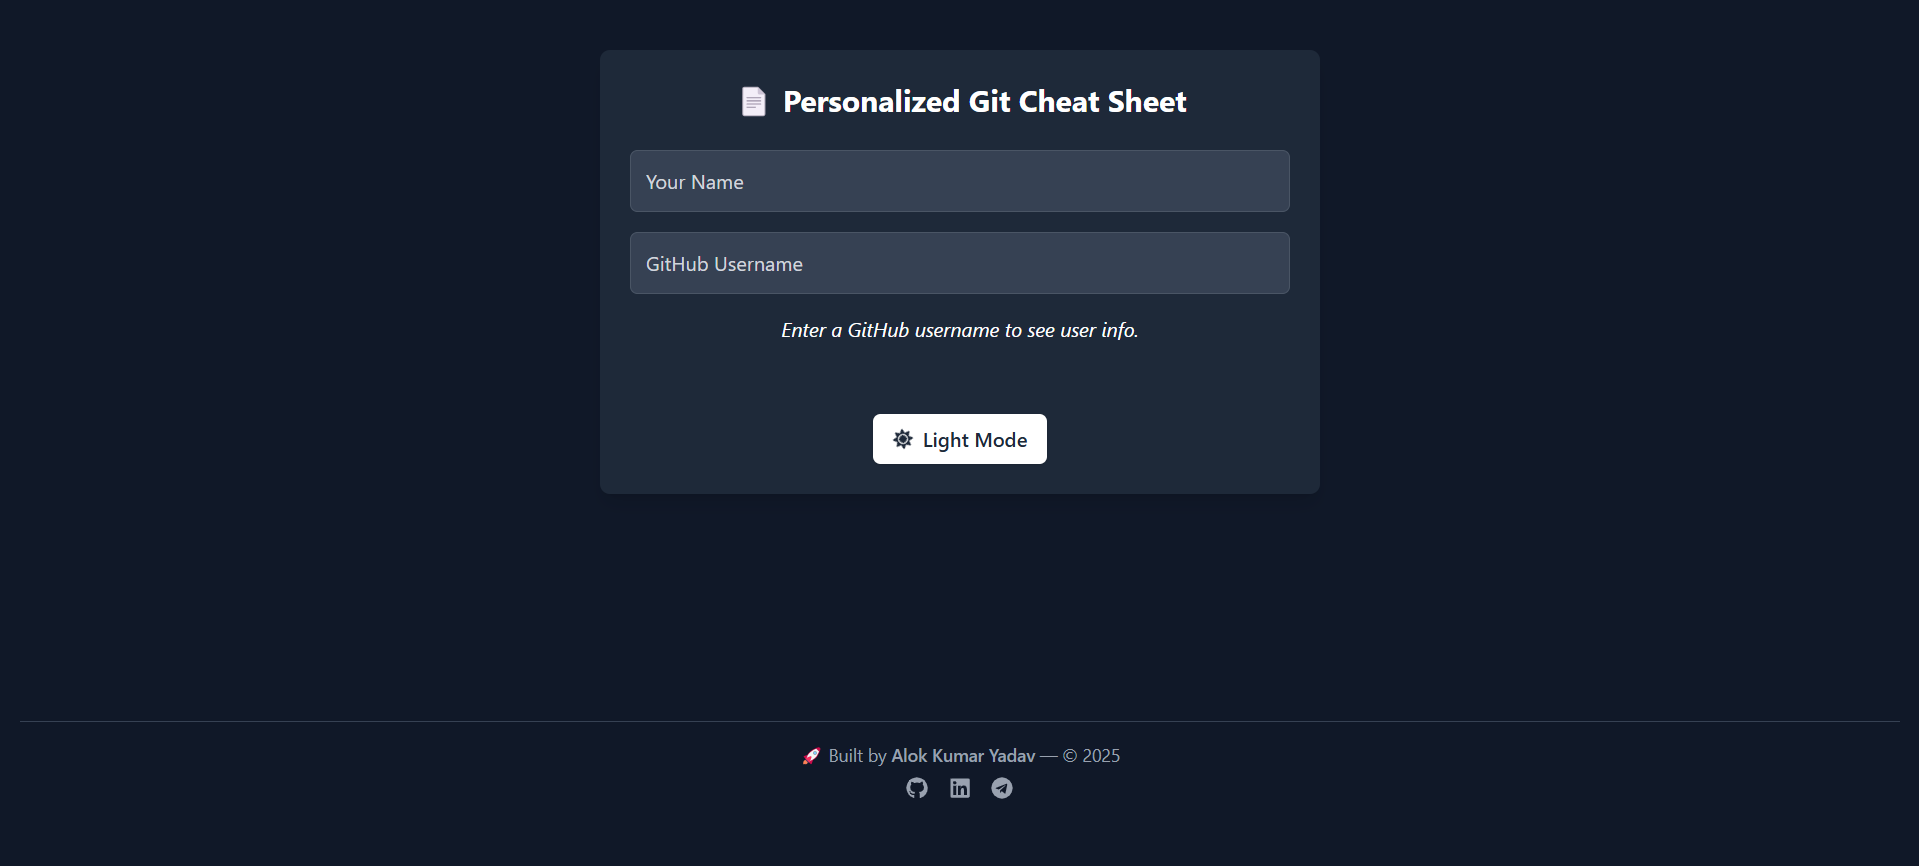 Personalized Git Cheat Sheet
Your Name
GitHub Username
Enter a GitHub username to see user info.
Light Mode
Built by Alok Kumar Yadav — © 2025